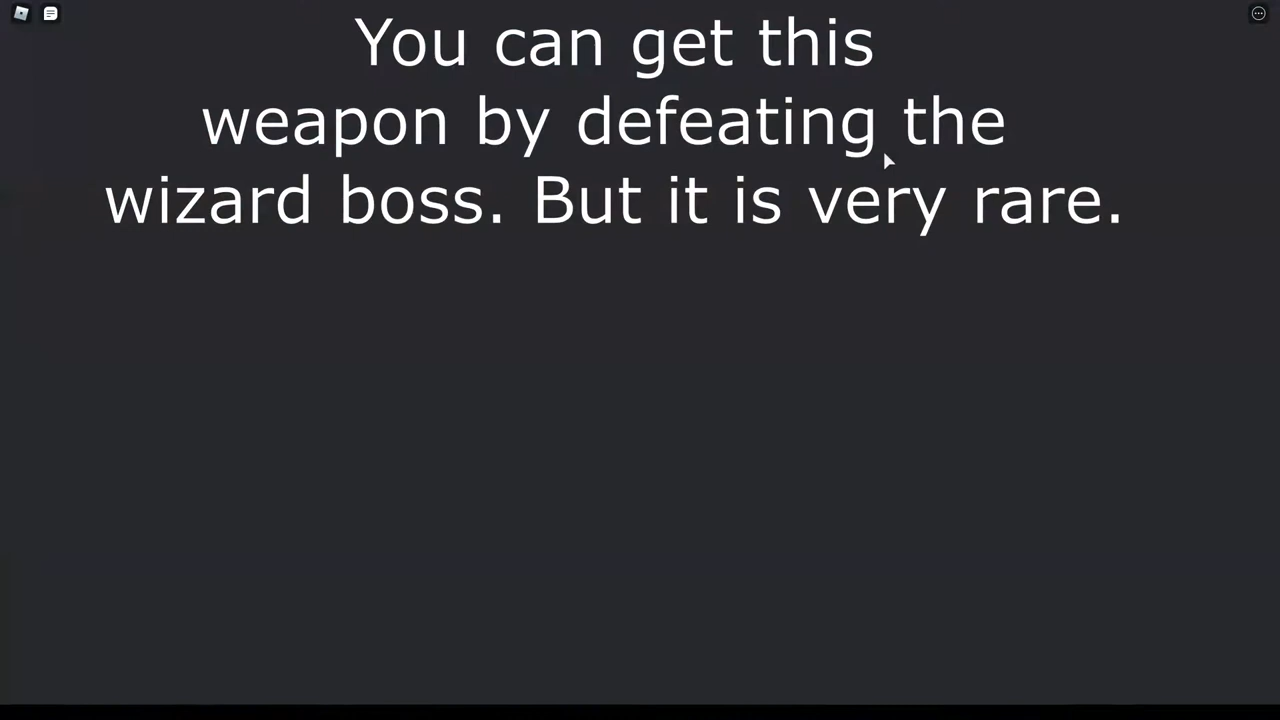 You can get this
weapon by defeating the
wizard boss. But it is very rare.